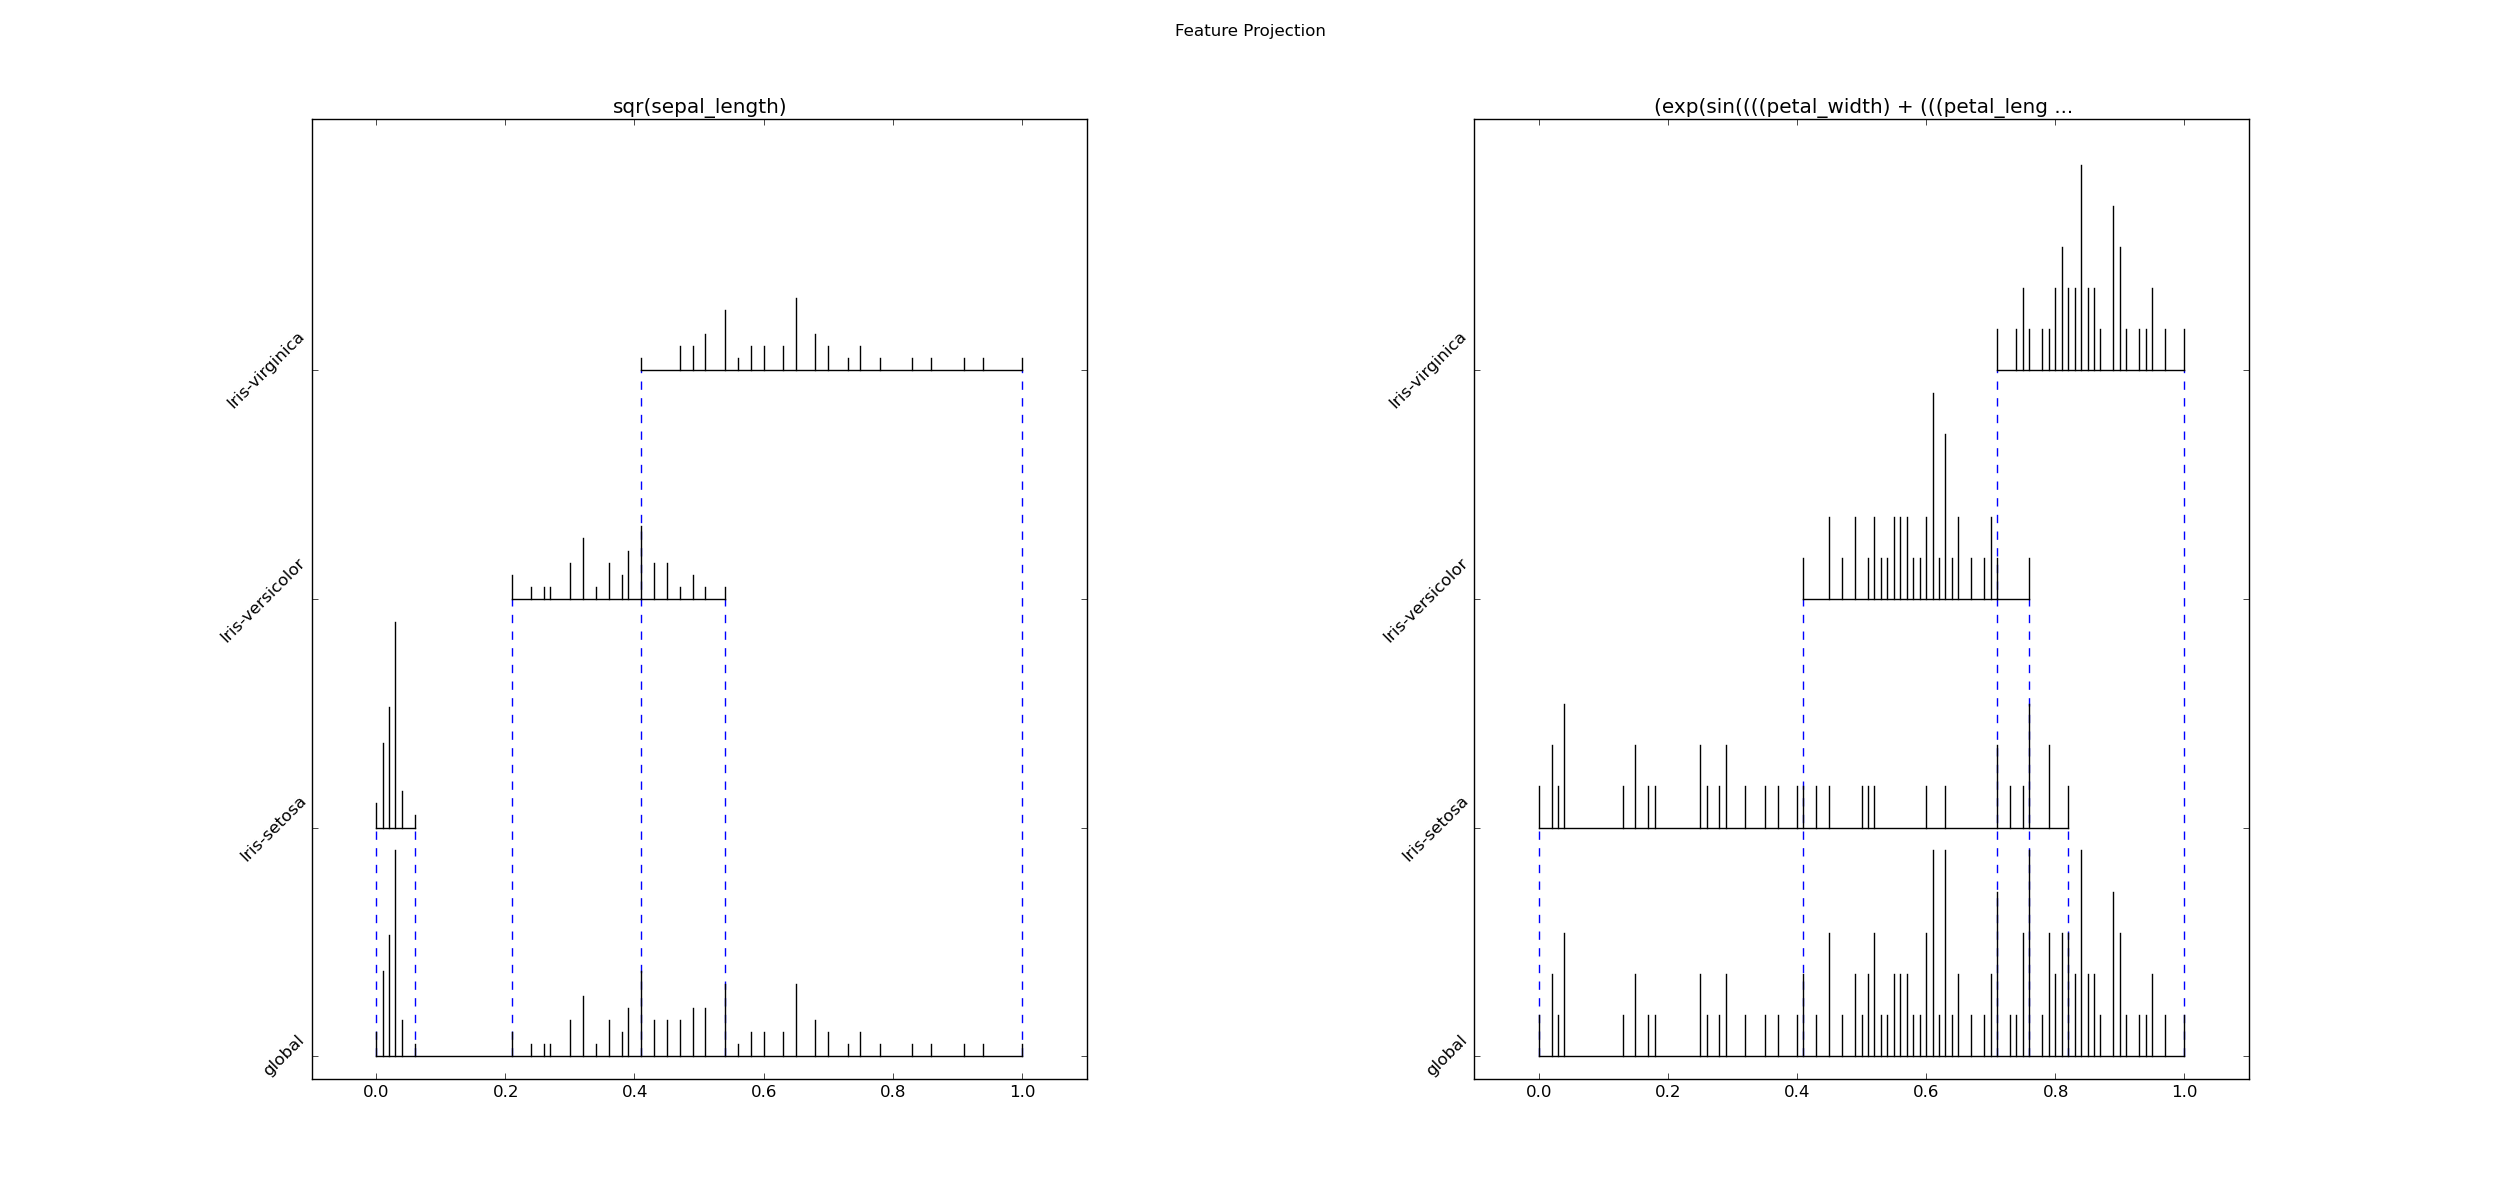 Feature Projection
sqr(sepal_length)
Iris-virginica
Iris-versicolor
Iris-setosa
global
0.0 0.2 0.4 0.6 0.8 1.0
(exp(sin((((petal_width) + (((petal_leng ...
Iris-virginica
Iris-versicolor
Iris-setosa
global
0.0 0.2 0.4 0.6 0.8 1.0